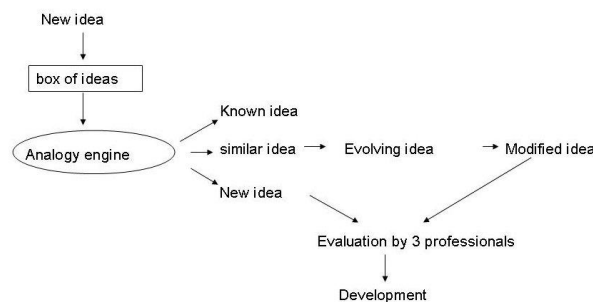 New idea
box of ideas
Known idea
Analogy engine
similar idea
Evolving idea
Modified idea
New idea
Evaluation by 3 professionals
Development